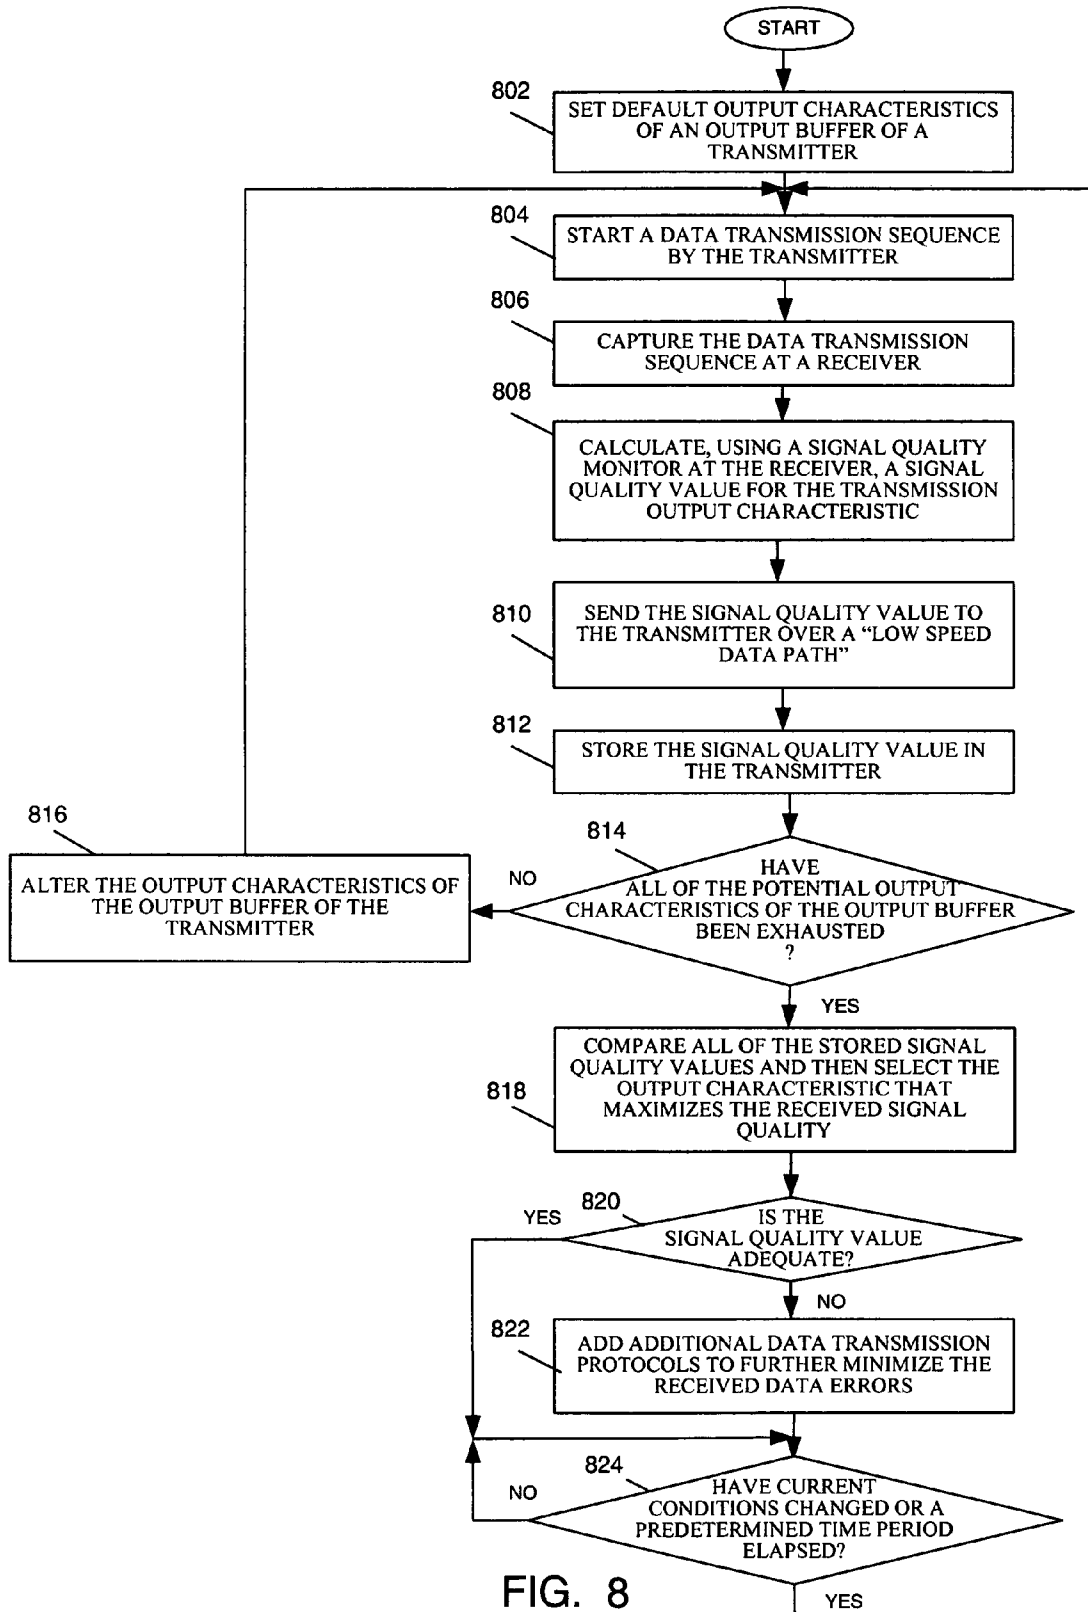 START
802
SET DEFAULT OUTPUT CHARACTERISTICS
OF AN OUTPUT BUFFER OF A
TRANSMITTER
804
START A DATA TRANSMISSION SEQUENCE
BY THE TRANSMITTER
806
CAPTURE THE DATA TRANSMISSION
SEQUENCE AT A RECEIVER
808
CALCULATE, USING A SIGNAL QUALITY
MONITOR AT THE RECEIVER, A SIGNAL
QUALITY VALUE FOR THE TRANSMISSION
OUTPUT CHARACTERISTIC
810
SEND THE SIGNAL QUALITY VALUE TO
THE TRANSMITTER OVER A “LOW SPEED
DATA PATH”
812
STORE THE SIGNAL QUALITY VALUE IN
THE TRANSMITTER
814
HAVE
ALL OF THE POTENTIAL OUTPUT
CHARACTERISTICS OF THE OUTPUT BUFFER
BEEN EXHAUSTED
?
NO
816
ALTER THE OUTPUT CHARACTERISTICS OF
THE OUTPUT BUFFER OF THE
TRANSMITTER
YES
818
COMPARE ALL OF THE STORED SIGNAL
QUALITY VALUES AND THEN SELECT THE
OUTPUT CHARACTERISTIC THAT
MAXIMIZES THE RECEIVED SIGNAL
QUALITY
820
IS THE
SIGNAL QUALITY VALUE
ADEQUATE?
YES
NO
822
ADD ADDITIONAL DATA TRANSMISSION
PROTOCOLS TO FURTHER MINIMIZE THE
RECEIVED DATA ERRORS
824
HAVE CURRENT
CONDITIONS CHANGED OR A
PREDETERMINED TIME PERIOD
ELAPSED?
NO
YES
FIG. 8